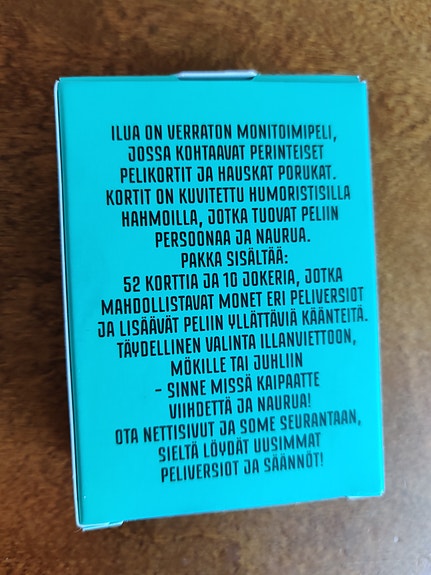 ILUA ON VERRATON MONITOIMIPELI,
JOSSA KOHTAAVAT PERINTEISET
PELIKORTIT JA HAUSKAT PORUKAT.
KORTIT ON KUVITETTU HUMORISTISILLA
HAHMOILLA, JOTKA TUOVAT PELIIN
PERSOONAA JA NAURUA.
PAKKA SISÄLTÄÄ:
52 KORTTIA JA 10 JOKERIA, JOTKA
MAHDOLLISTAVAT MONET ERI PELIVERSIOT
JA LISÄÄVÄT PELIIN YLLÄTTÄVIÄ KÄÄNTEITÄ.
TÄYDELLINEN VALINTA ILLANVIETTOON,
MÖKILLE TAI JUHLIIN
– SINNE MISSÄ KAIPAATTE
VIIHDETTÄ JA NAURUA!
OTA NETTISIVUT JA SOME SEURANTAAN,
SIELTÄ LÖYDÄT UUSIMMAT
PELIVERSIOT JA SÄÄNNÖT!